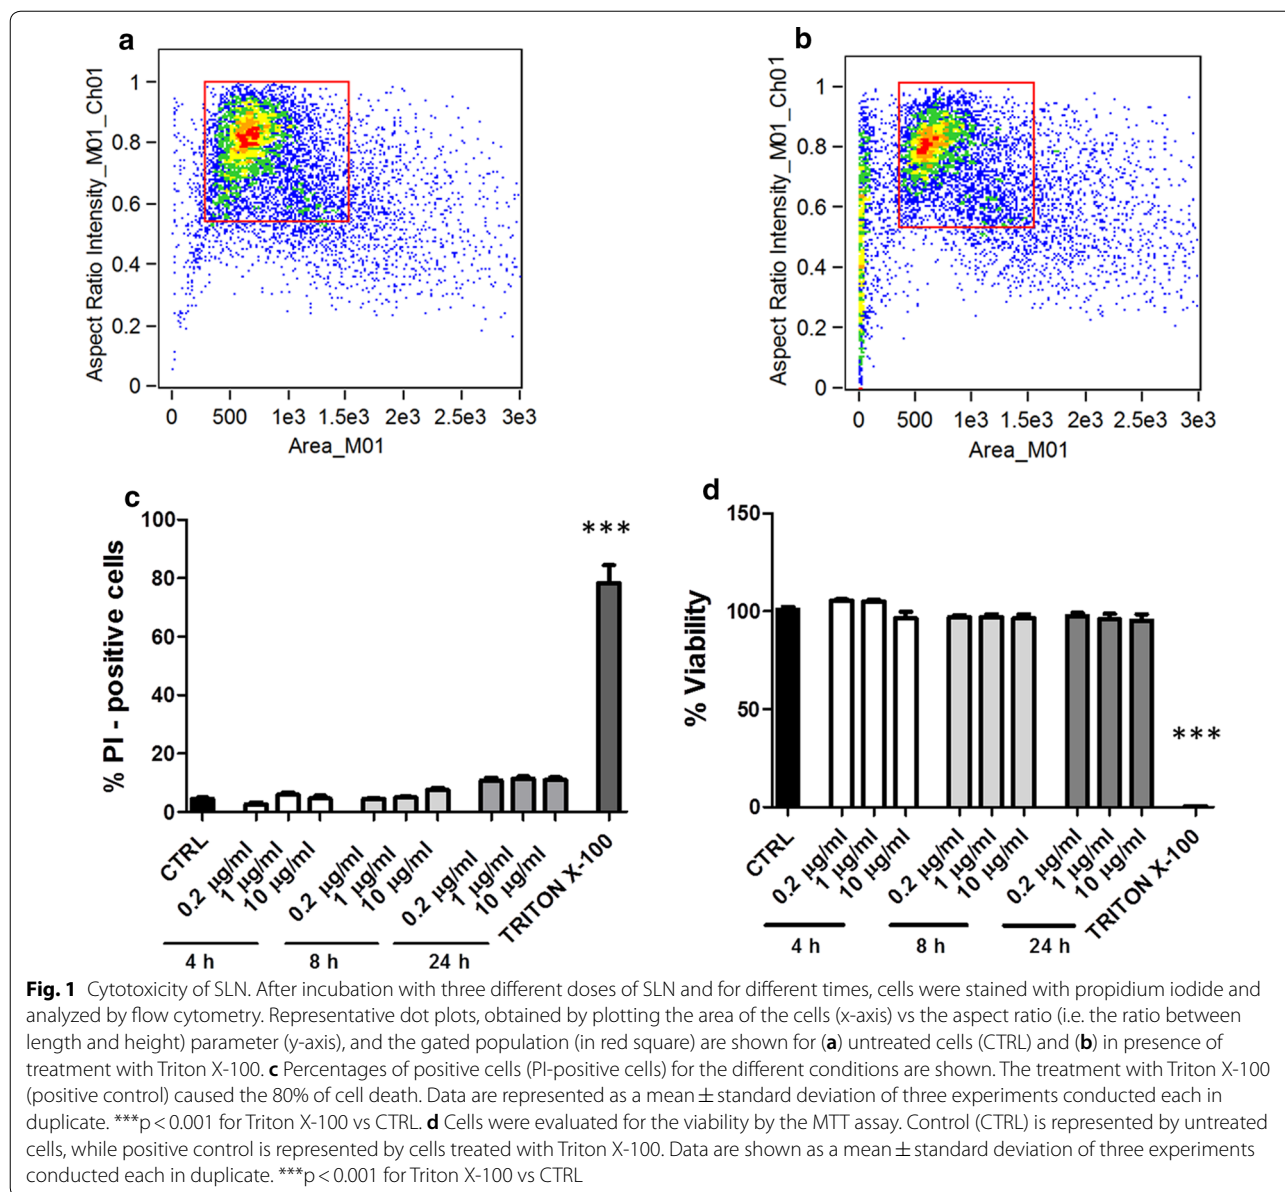 a
Aspect Ratio Intensity_M01_Ch01
1
0.8
0.6
0.4
0.2
0
0 500 1e3 1.5e3 2e3 2.5e3 3e3
Area_M01
b
Aspect Ratio Intensity_M01_Ch01
1
0.8
0.6
0.4
0.2
0
0 500 1e3 1.5e3 2e3 2.5e3 3e3
Area_M01
c
% PI - positive cells
100
80
60
40
20
0
***
CTRL
0.2 µg/ml
1 µg/ml
10 µg/ml
0.2 µg/ml
1 µg/ml
10 µg/ml
0.2 µg/ml
1 µg/ml
10 µg/ml
TRITON X-100
4 h 8 h 24 h
d
% Viability
150
100
50
0
***
CTRL
0.2 µg/ml
1 µg/ml
10 µg/ml
0.2 µg/ml
1 µg/ml
10 µg/ml
0.2 µg/ml
1 µg/ml
10 µg/ml
TRITON X-100
4 h 8 h 24 h
Fig. 1 Cytotoxicity of SLN. After incubation with three different doses of SLN and for different times, cells were stained with propidium iodide and
analyzed by flow cytometry. Representative dot plots, obtained by plotting the area of the cells (x-axis) vs the aspect ratio (i.e. the ratio between
length and height) parameter (y-axis), and the gated population (in red square) are shown for (a) untreated cells (CTRL) and (b) in presence of
treatment with Triton X-100. c Percentages of positive cells (PI-positive cells) for the different conditions are shown. The treatment with Triton X-100
(positive control) caused the 80% of cell death. Data are represented as a mean ± standard deviation of three experiments conducted each in
duplicate. ***p < 0.001 for Triton X-100 vs CTRL. d Cells were evaluated for the viability by the MTT assay. Control (CTRL) is represented by untreated
cells, while positive control is represented by cells treated with Triton X-100. Data are shown as a mean ± standard deviation of three experiments
conducted each in duplicate. ***p < 0.001 for Triton X-100 vs CTRL